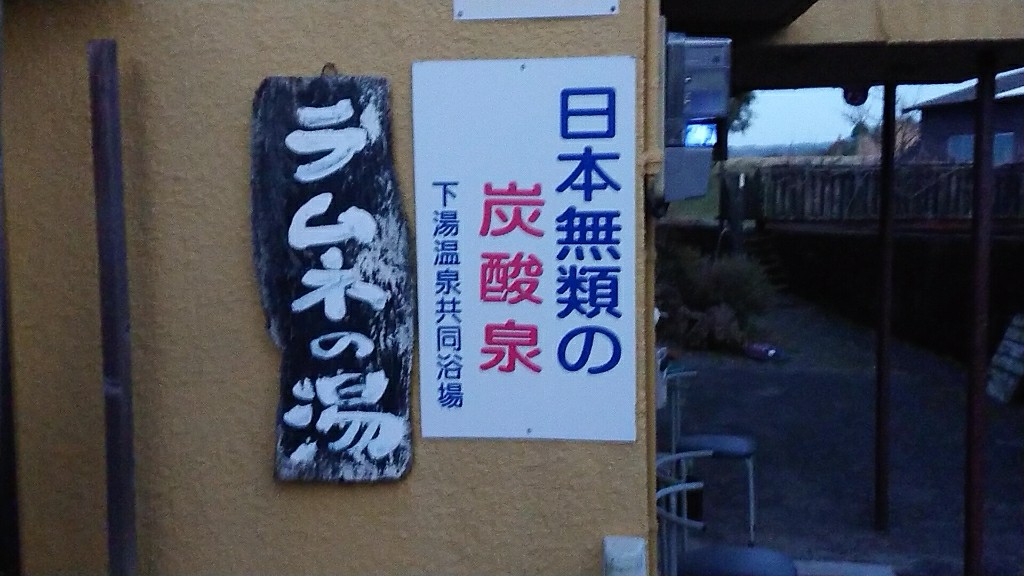 日本無類の
炭酸泉
下湯温泉共同浴場
ラムネの湯